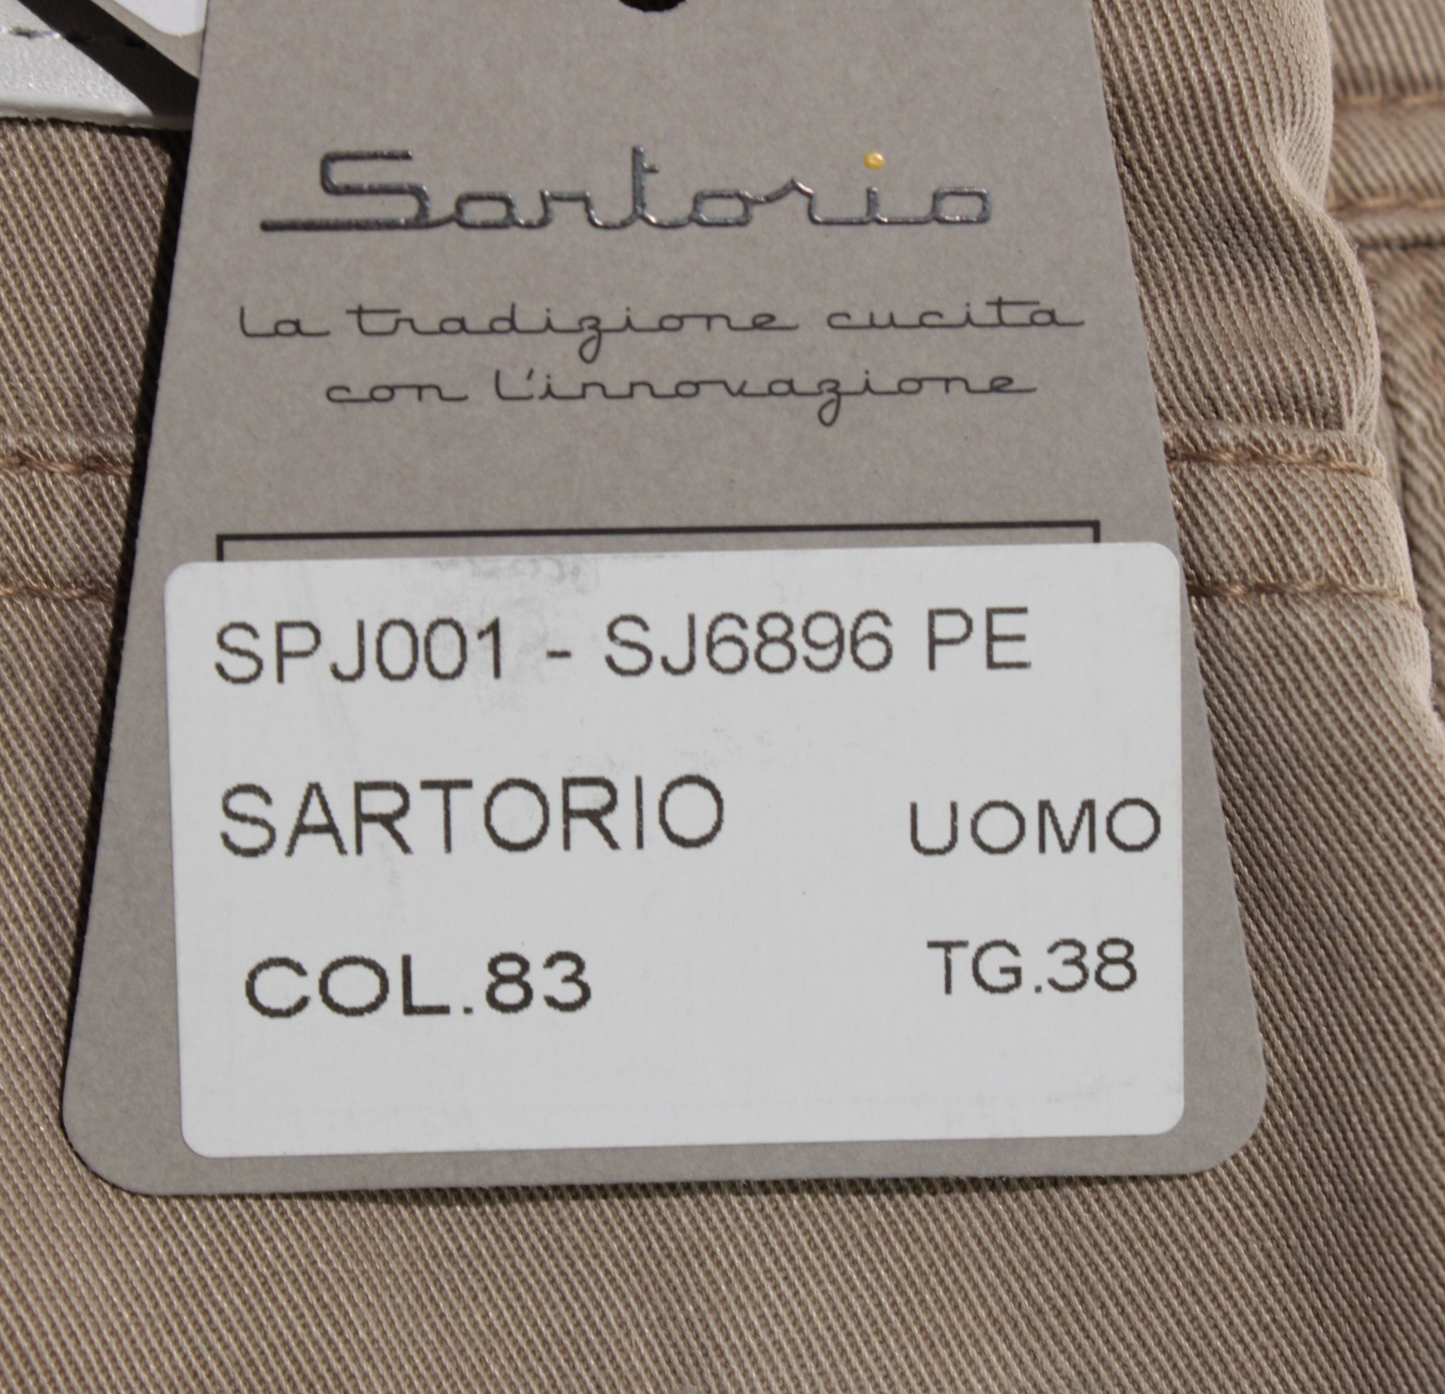 Sartorio
la tradizione cucita
con l'innovazione
SPJ001 - SJ6896 PE
SARTORIO UOMO
COL.83 TG.38